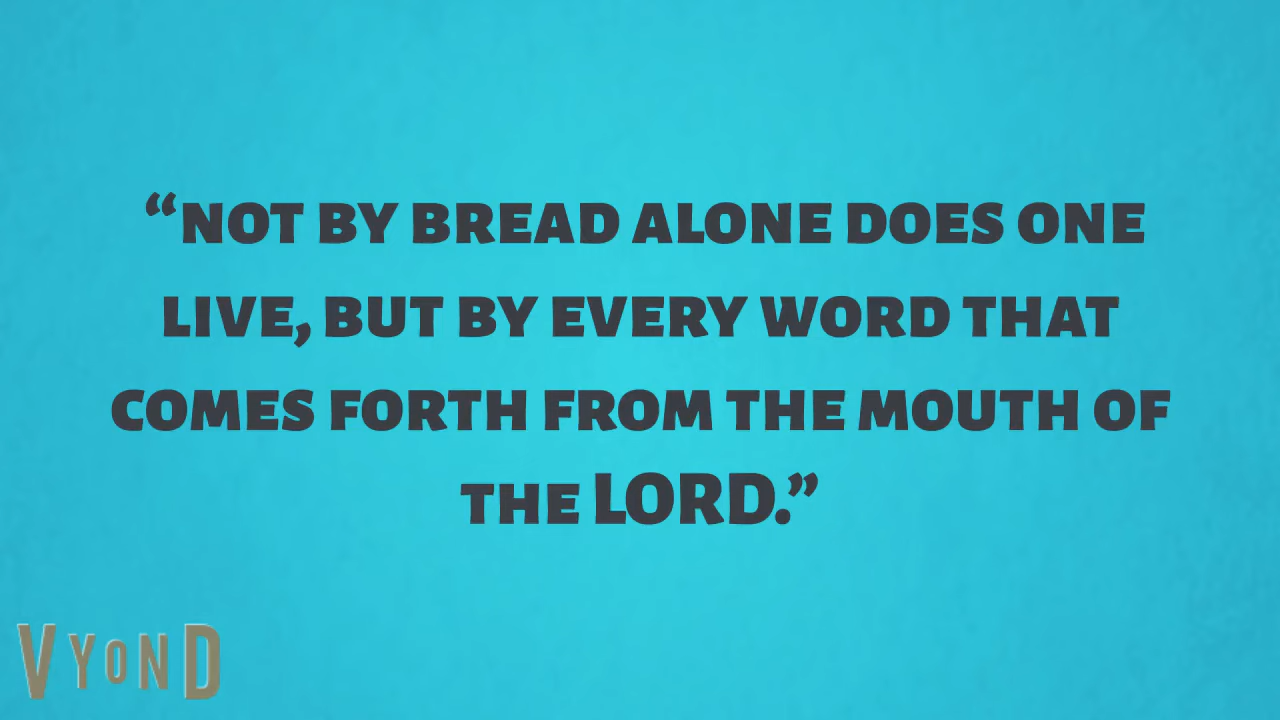 “NOT BY BREAD ALONE DOES ONE
LIVE, BUT BY EVERY WORD THAT
COMES FORTH FROM THE MOUTH OF
THE LORD.”
VYOND